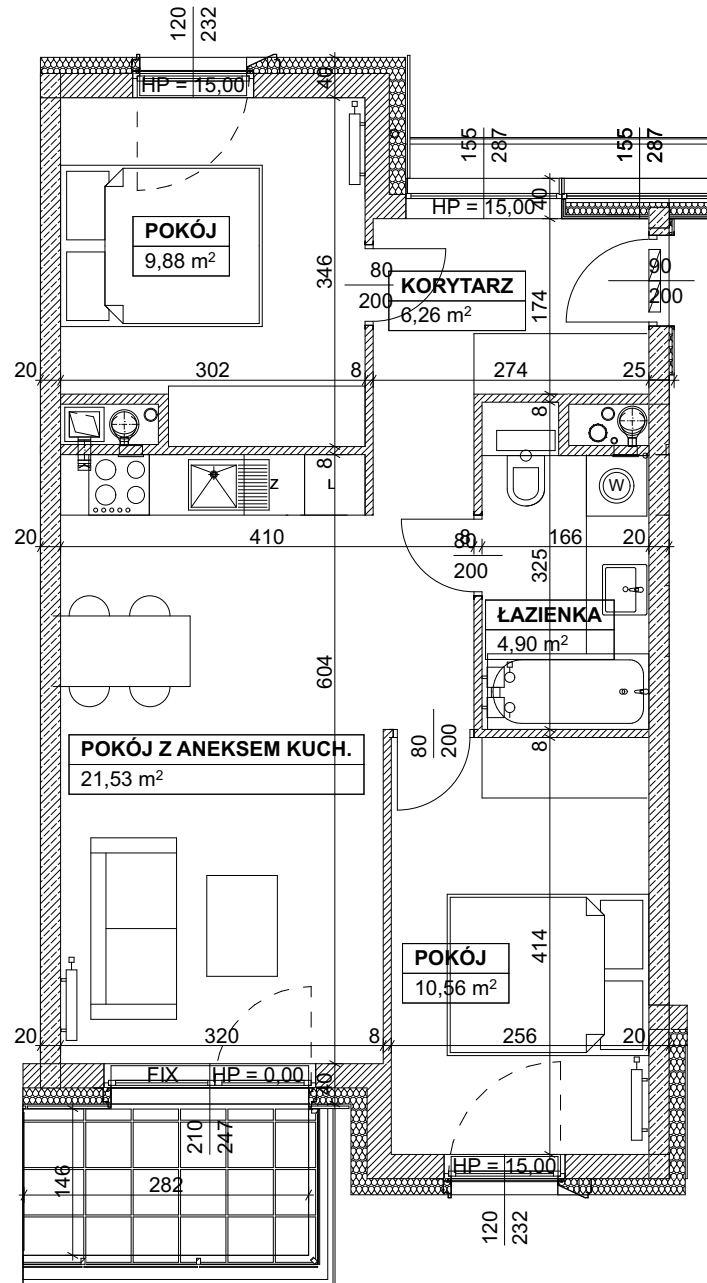 120
232
40
HP = 15,00
155
287
155
287
40
HP = 15,00
POKÓJ
9,88 m²
346
80
200
KORYTARZ
6,26 m²
174
90
200
20
302
8
274
25
8
8
Z
L
W
20
410
8
80
200
166
20
325
604
ŁAZIENKA
4,90 m²
80
200
8
POKÓJ Z ANEKSEM KUCH.
21,53 m²
414
POKÓJ
10,56 m²
20
320
8
256
20
FIX
HP = 0,00
40
210
247
146
282
HP = 15,00
120
232